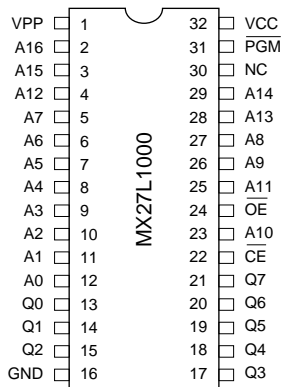 VPP 1 32 VCC
A16 2 31 P̅G̅M̅
A15 3 30 NC
A12 4 29 A14
A7 5 28 A13
A6 6 27 A8
A5 7 26 A9
A4 8 25 A11
A3 9 24 O̅E̅
A2 10 23 A10
A1 11 22 C̅E̅
A0 12 21 Q7
Q0 13 20 Q6
Q1 14 19 Q5
Q2 15 18 Q4
GND 16 17 Q3
MX27L1000